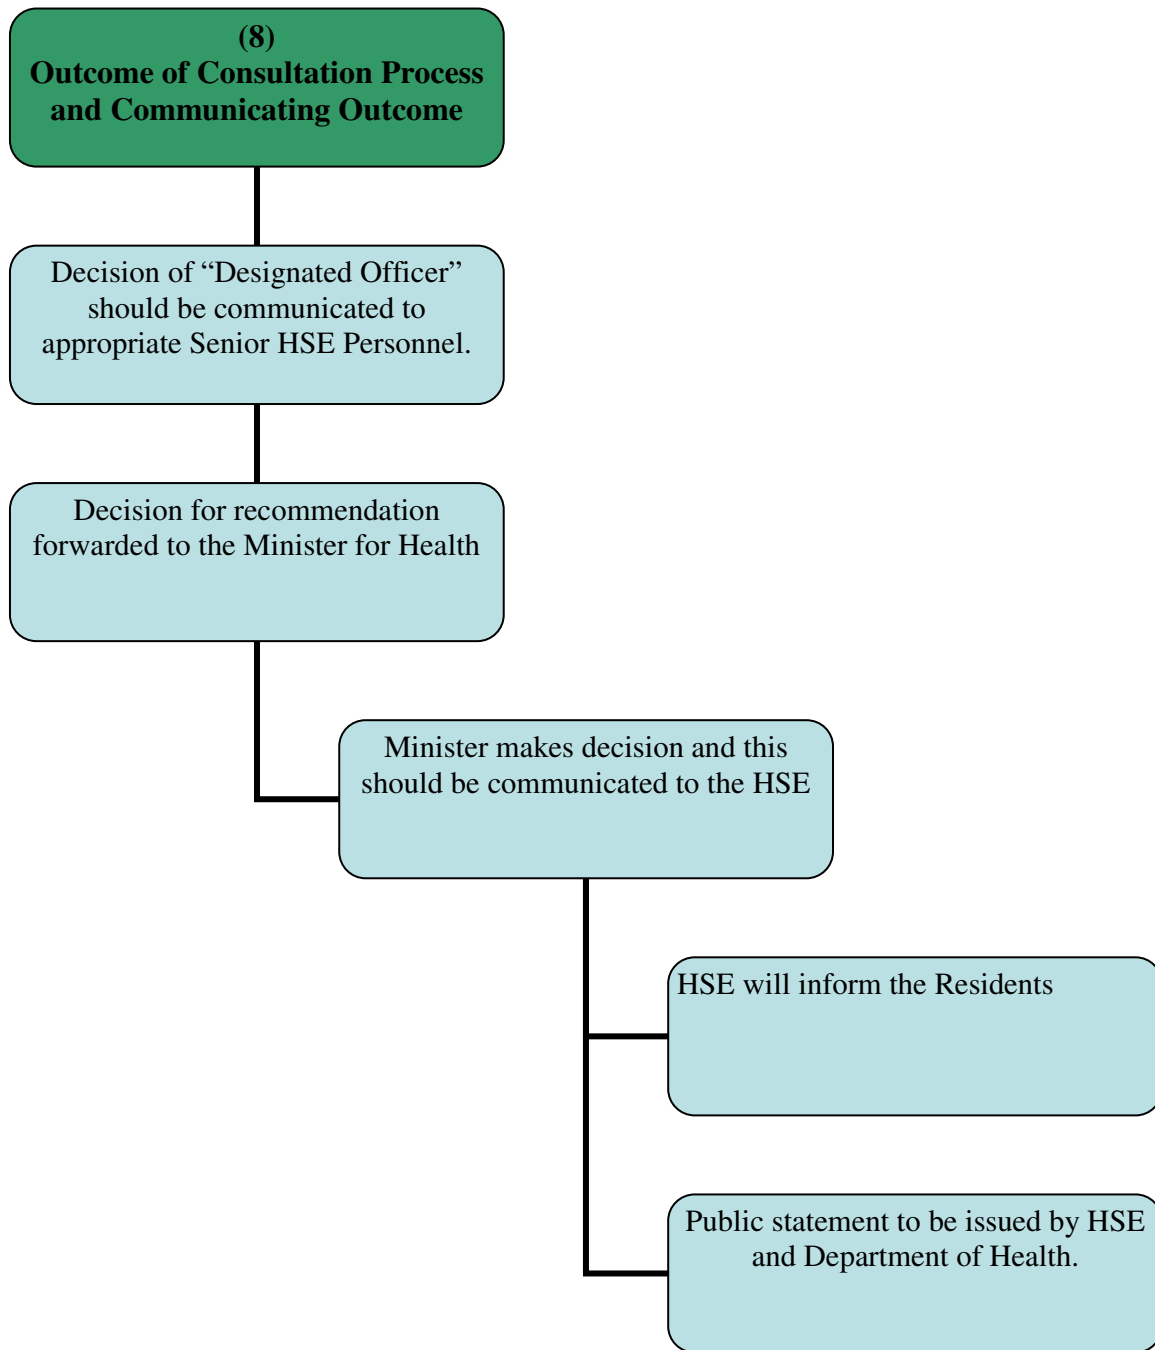 (8)
Outcome of Consultation Process
and Communicating Outcome
Decision of “Designated Officer”
should be communicated to
appropriate Senior HSE Personnel.
Decision for recommendation
forwarded to the Minister for Health
Minister makes decision and this
should be communicated to the HSE
HSE will inform the Residents
Public statement to be issued by HSE
and Department of Health.